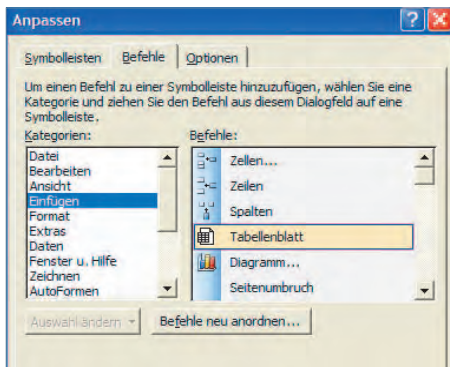 Anpassen
Symbolleisten Befehle Optionen
Um einen Befehl zu einer Symbolleiste hinzuzufügen, wählen Sie eine
Kategorie und ziehen Sie den Befehl aus diesem Dialogfeld auf eine
Symbolleiste.
Kategorien:
Datei
Bearbeiten
Ansicht
Einfügen
Format
Extras
Daten
Fenster u. Hilfe
Zeichnen
AutoFormen
Befehle:
Zellen...
Zeilen
Spalten
Tabellenblatt
Diagramm...
Seitenumbruch
Auswahl ändern
Befehle neu anordnen...